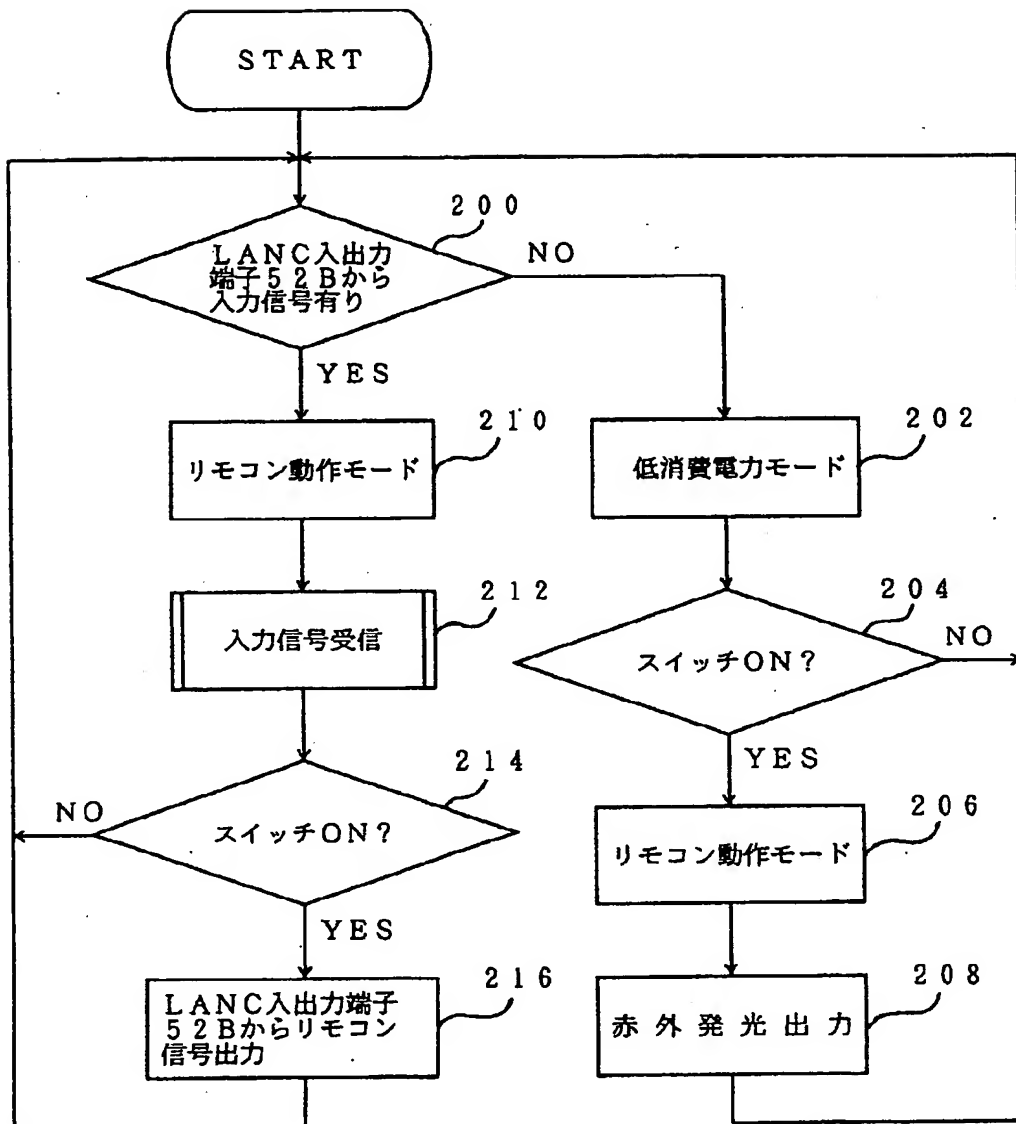 START
200
LANC入出力
端子52Bから
入力信号有り
NO
YES
210
リモコン動作モード
202
低消費電力モード
212
入力信号受信
204
スイッチON?
NO
YES
214
スイッチON?
NO
YES
206
リモコン動作モード
216
LANC入出力端子
52Bからリモコン
信号出力
208
赤外発光出力